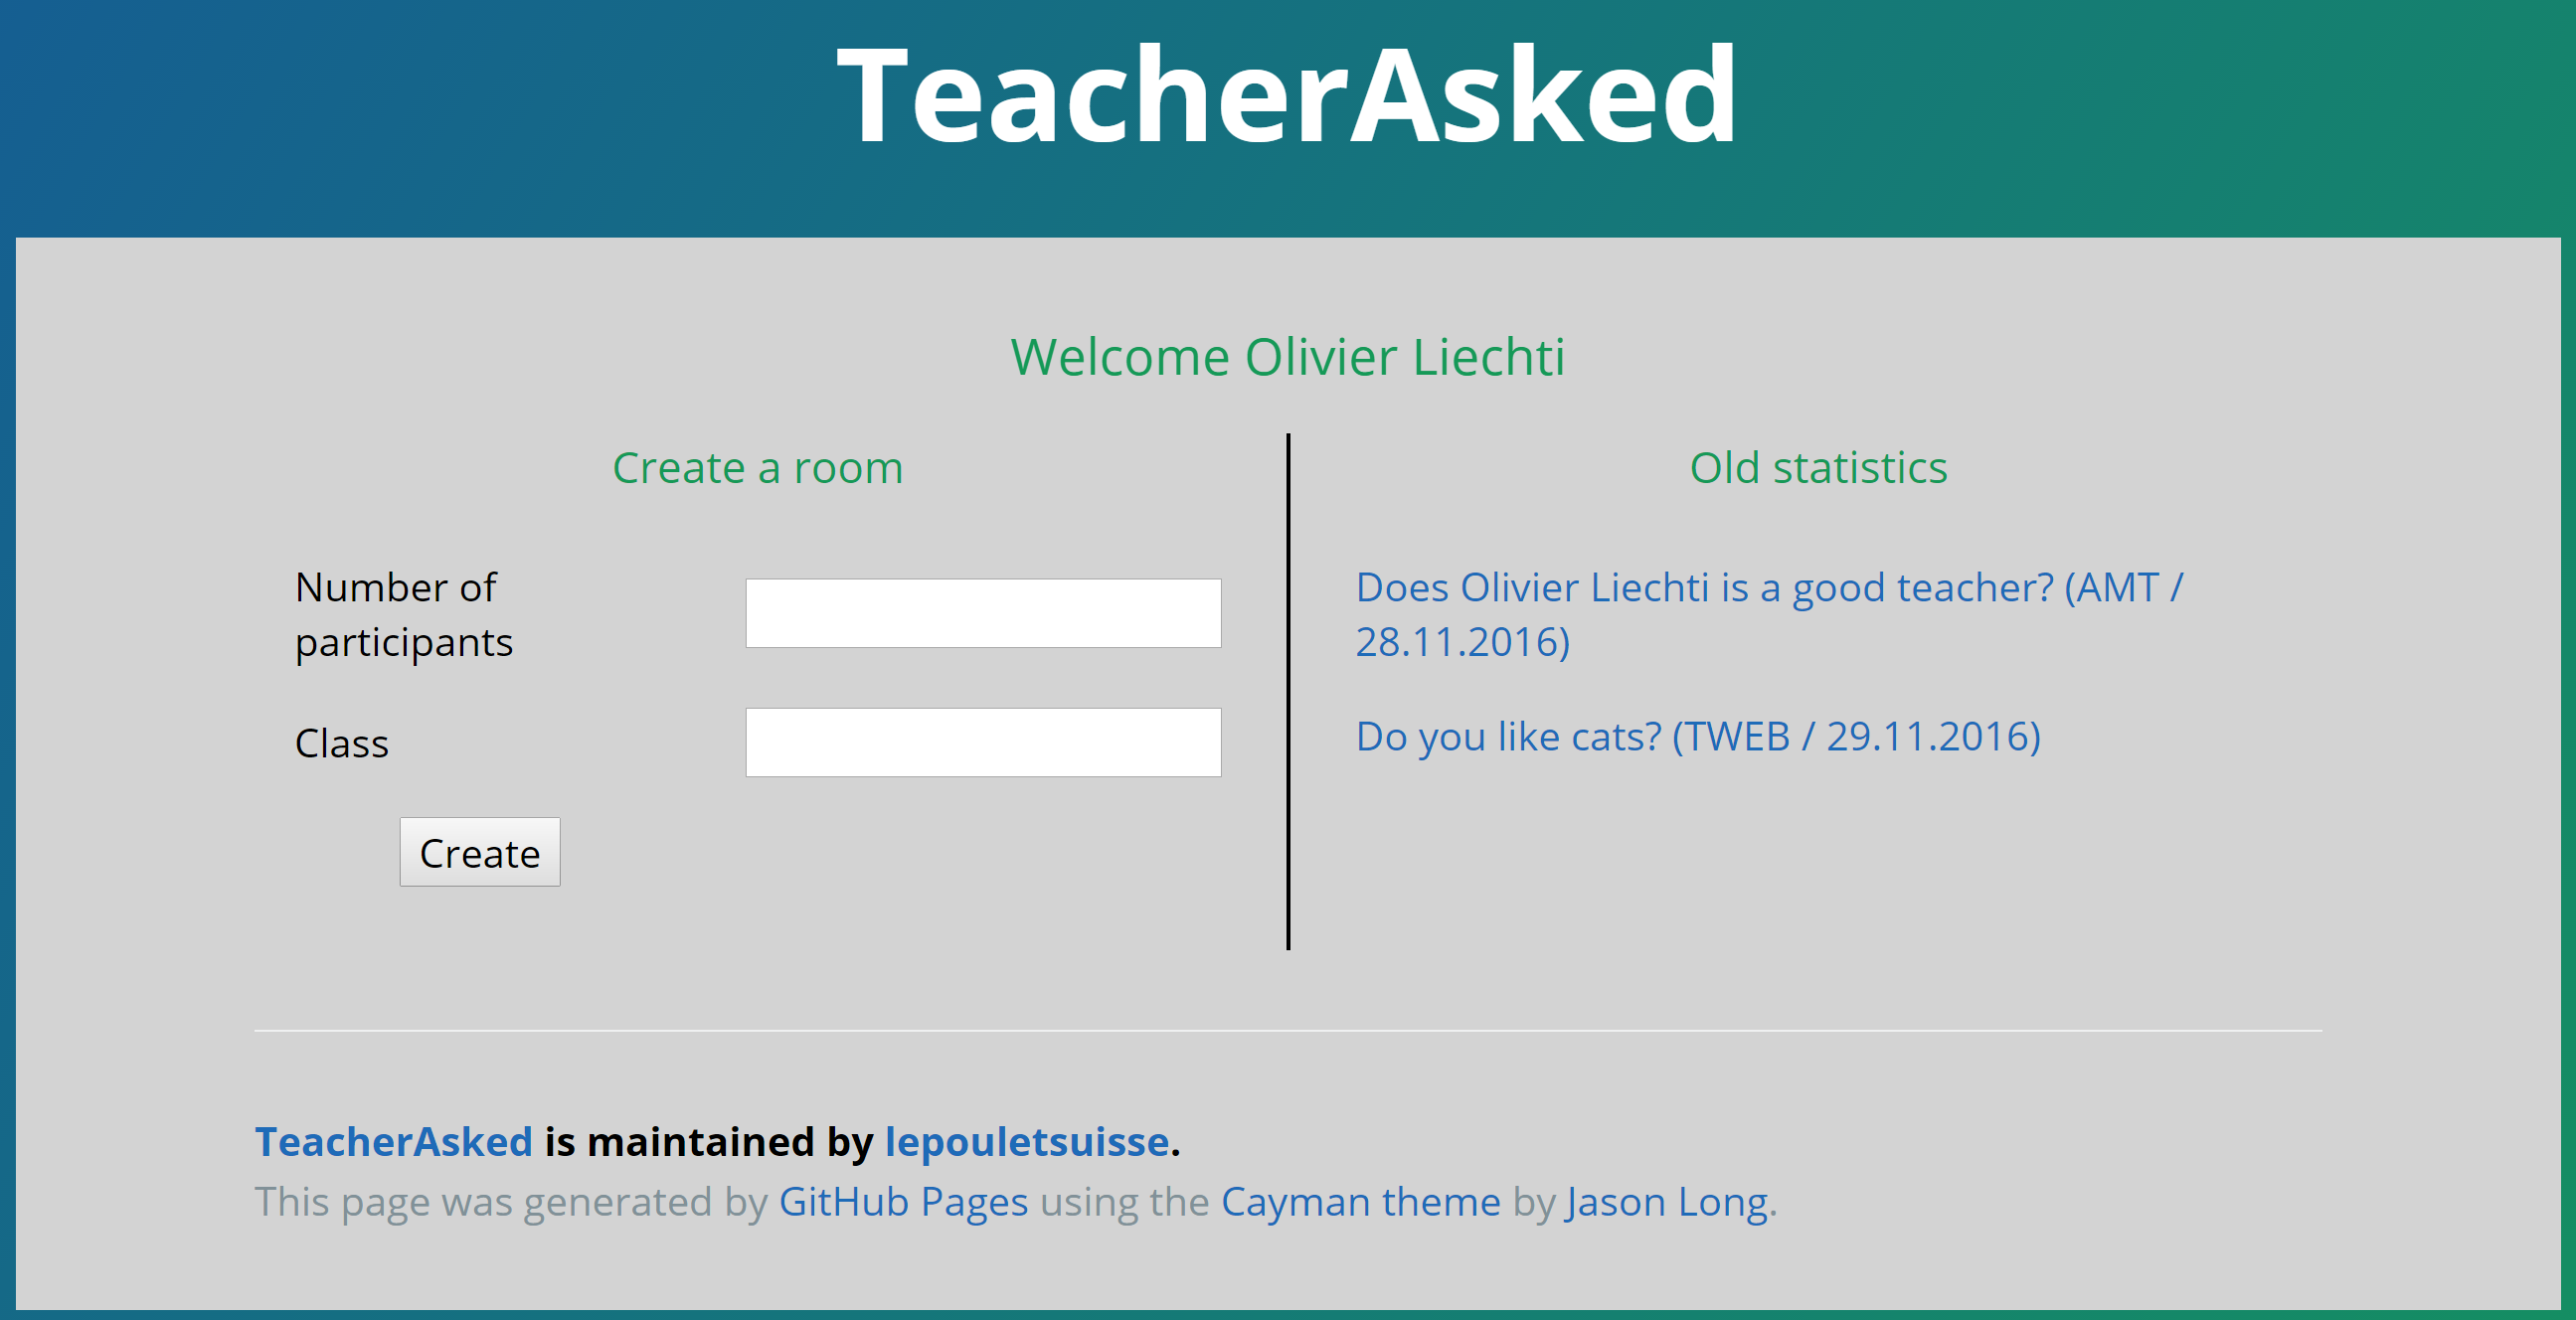 TeacherAsked
Welcome Olivier Liechti
Create a room
Number of
participants
Class
Create
Old statistics
Does Olivier Liechti is a good teacher? (AMT /
28.11.2016)
Do you like cats? (TWEB / 29.11.2016)
TeacherAsked is maintained by lepouletsuisse.
This page was generated by GitHub Pages using the Cayman theme by Jason Long.